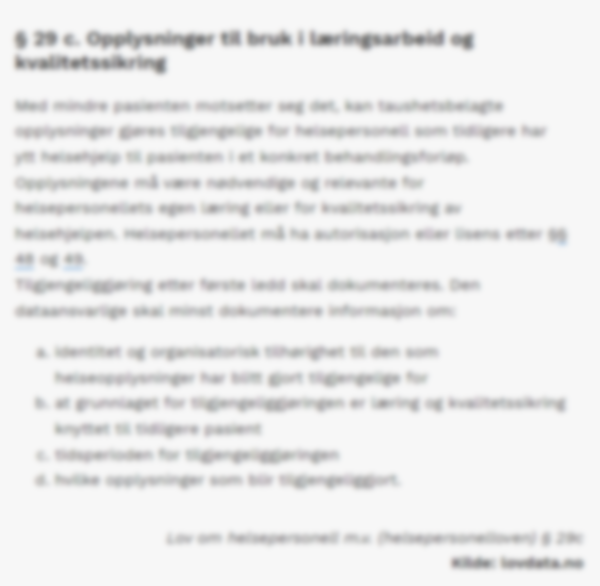 § 29 c. Opplysninger til bruk i læringsarbeid og
kvalitetssikring
Med mindre pasienten motsetter seg det, kan taushetsbelagte
opplysninger gjøres tilgjengelige for helsepersonell som tidligere har
ytt helsehjelp til pasienten i et konkret behandlingsforløp.
Opplysningene må være nødvendige og relevante for
helsepersonellets egen læring eller for kvalitetssikring av
helsehjelpen. Helsepersonellet må ha autorisasjon eller lisens etter §§
48 og 49.
Tilgjengeliggjøring etter første ledd skal dokumenteres. Den
dataansvarlige skal minst dokumentere informasjon om:
a. identitet og organisatorisk tilhørighet til den som
helseopplysninger har blitt gjort tilgjengelige for
b. at grunnlaget for tilgjengeliggjøringen er læring og kvalitetssikring
knyttet til tidligere pasient
c. tidsperioden for tilgjengeliggjøringen
d. hvilke opplysninger som blir tilgjengeliggjort.
Lov om helsepersonell m.v. (helsepersonelloven) § 29c
Kilde: lovdata.no